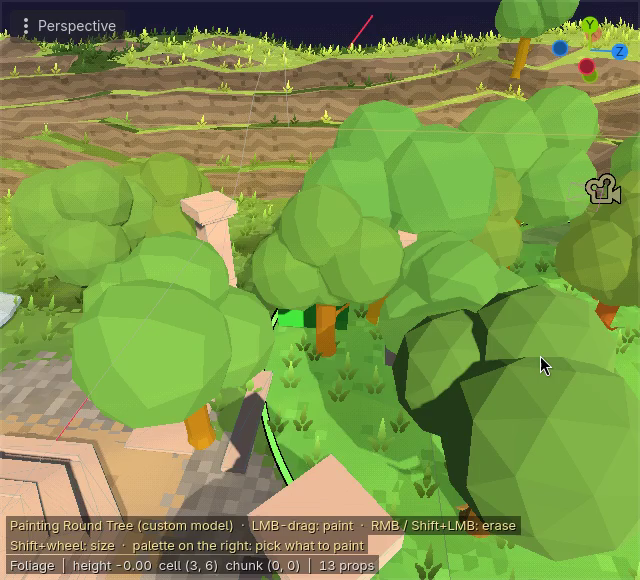 Perspective
Y
Z
Painting Round Tree (custom model) · LMB-drag: paint · RMB / Shift+LMB: erase
Shift+wheel: size · palette on the right: pick what to paint
Foliage | height -0.00 cell (3, 6) chunk (0, 0) | 13 props